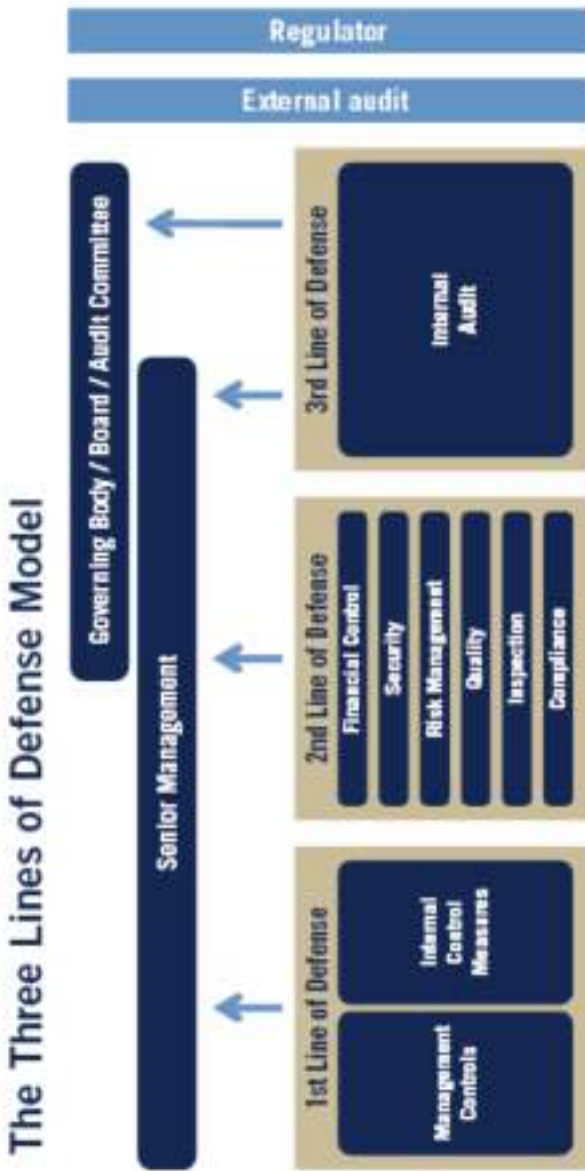 The Three Lines of Defense Model
Governing Body / Board / Audit Committee
Senior Management
1st Line of Defense
Management
Controls
Internal
Control
Measures
2nd Line of Defense
Financial Control
Security
Risk Management
Quality
Inspection
Compliance
3rd Line of Defense
Internal
Audit
External audit
Regulator